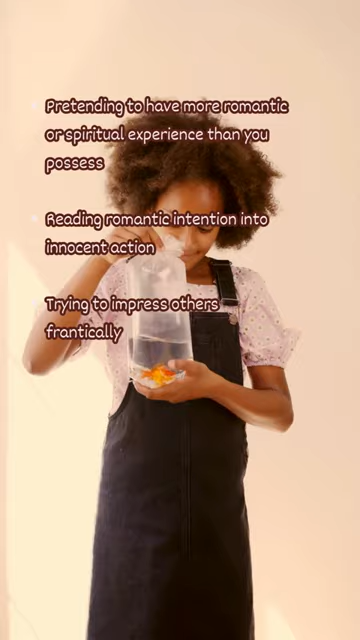 Pretending to have more romantic
or spiritual experience than you
possess
Reading romantic intention into
innocent action
Trying to impress others
frantically